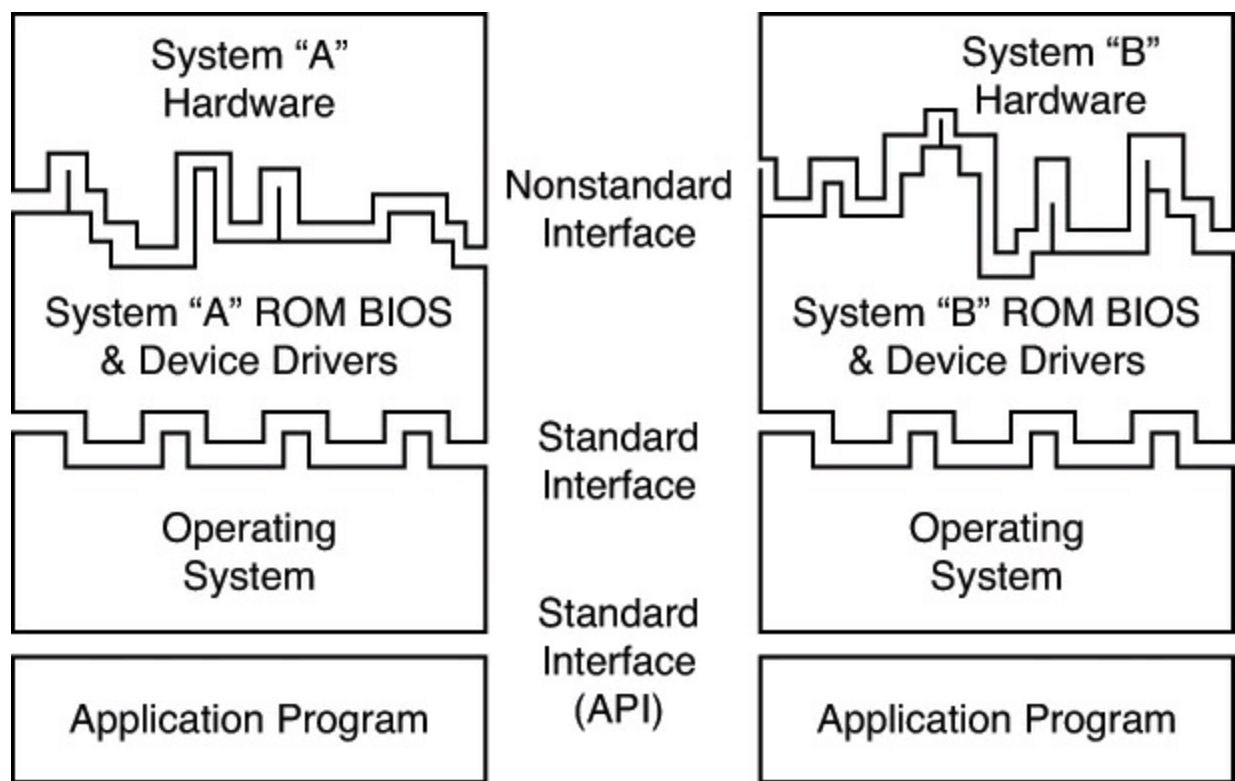 System “A”
Hardware
System “B”
Hardware
Nonstandard
Interface
System “A” ROM BIOS
& Device Drivers
System “B” ROM BIOS
& Device Drivers
Standard
Interface
Operating
System
Operating
System
Standard
Interface
(API)
Application Program
Application Program